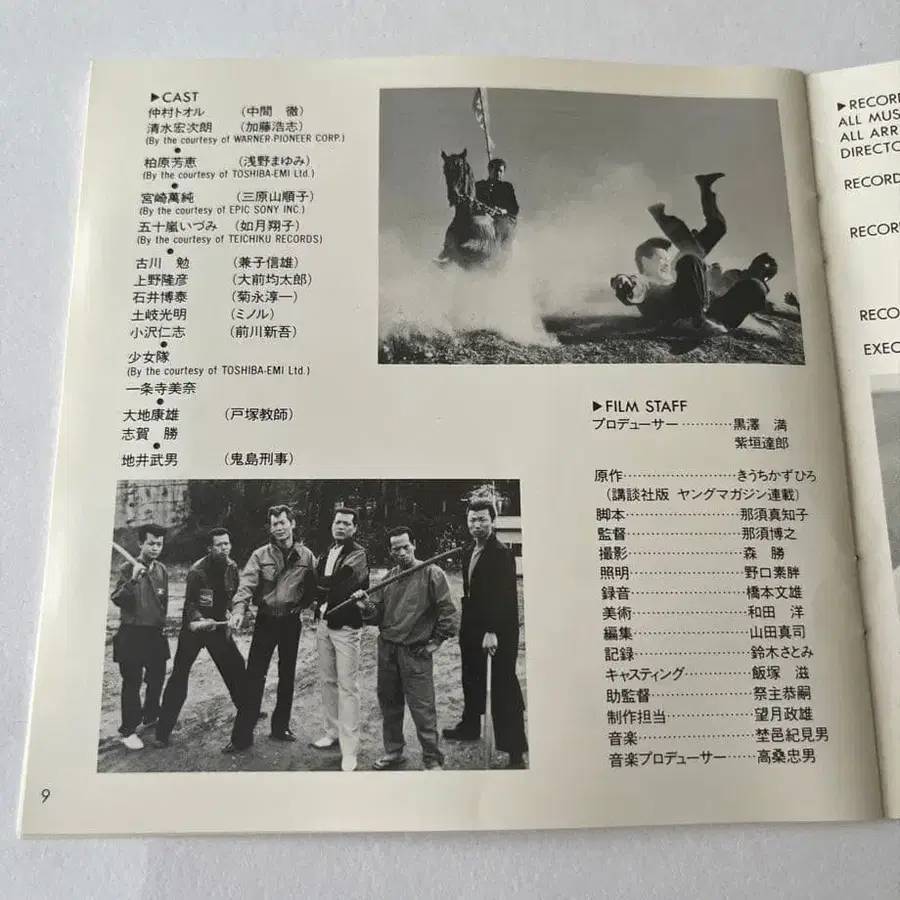 ▶CAST
仲村トオル （中間 徹）
清水宏次朗 （加藤浩志）
(By the courtesy of WARNER-PIONEER CORP.)
●
柏原芳恵 （浅野まゆみ）
(By the courtesy of TOSHIBA-EMI Ltd.)
●
宮崎萬純 （三原山順子）
(By the courtesy of EPIC SONY INC.)
五十嵐いづみ （如月翔子）
(By the courtesy of TEICHIKU RECORDS)
●
古川 勉 （兼子信雄）
上野隆彦 （大前均太郎）
石井博泰 （菊永淳一）
土岐光明 （ミノル）
小沢仁志 （前川新吾）
●
少女隊
(By the courtesy of TOSHIBA-EMI Ltd.)
一条寺美奈
●
大地康雄 （戸塚教師）
志賀 勝
●
地井武男 （鬼島刑事）
9
▶FILM STAFF
プロデューサー………黒澤 満
紫垣達郎
原作………………きうちかずひろ
（講談社版 ヤングマガジン連載）
脚本………………那須真知子
監督………………那須博之
撮影………………森 勝
照明………………野口素胖
録音………………橋本文雄
美術………………和田 洋
編集………………山田真司
記録………………鈴木さとみ
キャスティング………飯塚 滋
助監督………………祭主恭嗣
制作担当……………望月政雄
音楽………………埜邑紀見男
音楽プロデューサー……高桑忠男
▶RECORD
ALL MUS
ALL ARR
DIRECTO
RECORD
RECOR
RECO
EXEC